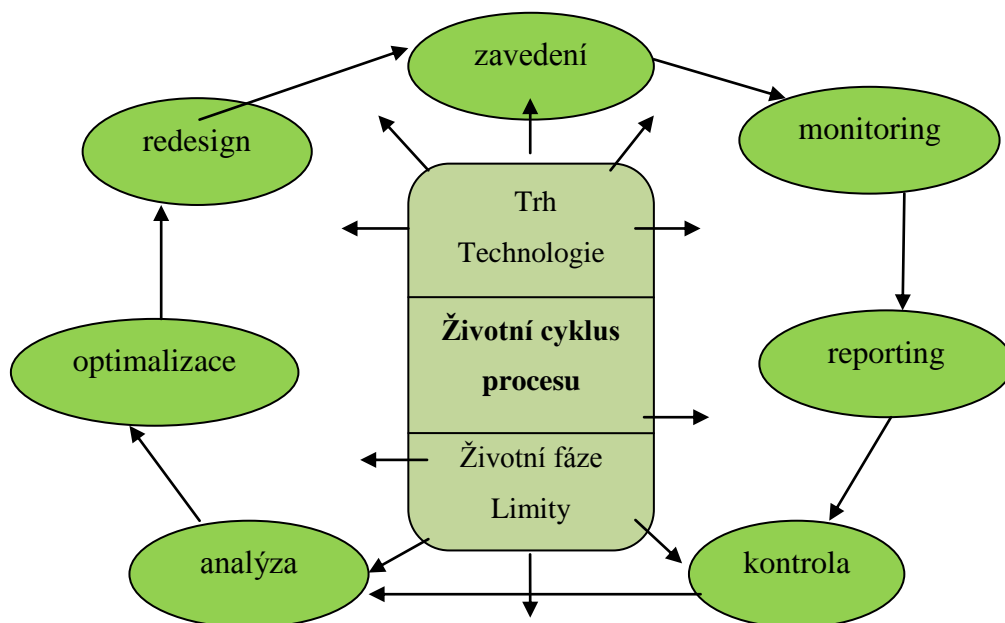 zavedení
monitoring
redesign
Trh
Technologie
Životní cyklus
procesu
optimalizace
reporting
Životní fáze
Limity
analýza
kontrola